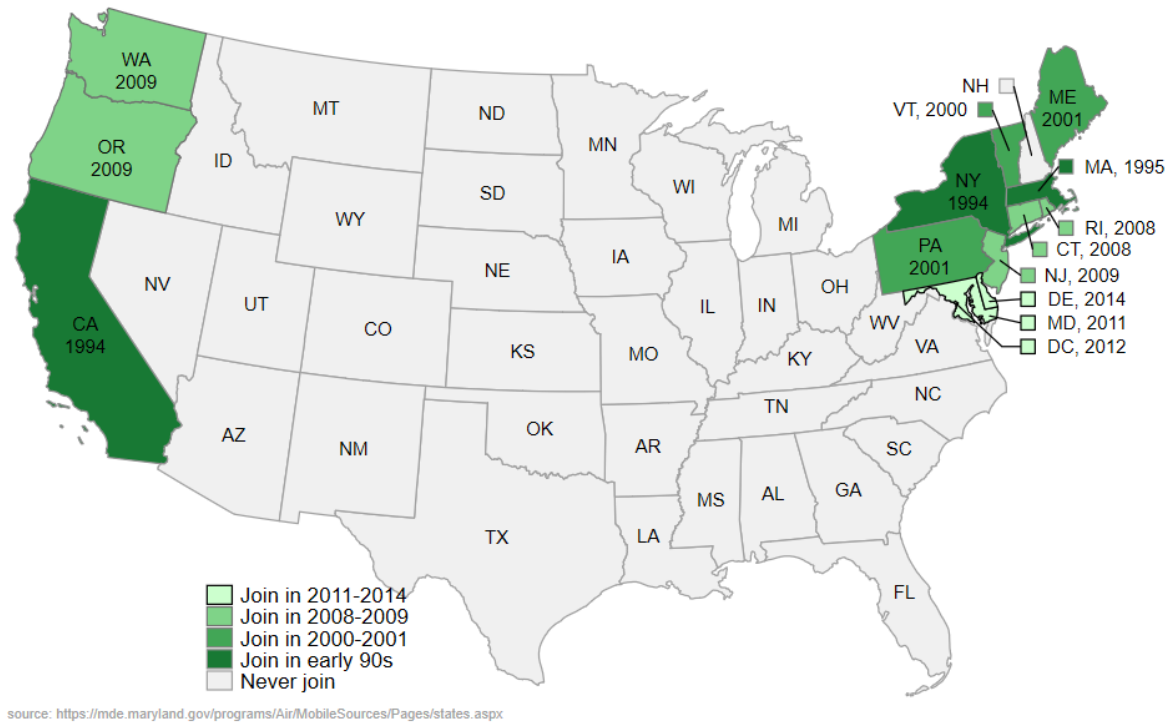 WA
2009
OR
2009
CA
1994
NV
ID
MT
WY
UT
AZ
CO
NM
ND
SD
NE
KS
OK
TX
MN
IA
MO
AR
LA
WI
IL
MI
IN
OH
KY
TN
MS
AL
GA
FL
SC
NC
VA
WV
PA
2001
NY
1994
ME
2001
NH
VT, 2000
MA, 1995
RI, 2008
CT, 2008
NJ, 2009
DE, 2014
MD, 2011
DC, 2012
Join in 2011-2014
Join in 2008-2009
Join in 2000-2001
Join in early 90s
Never join
source: https://mde.maryland.gov/programs/Air/MobileSources/Pages/states.aspx